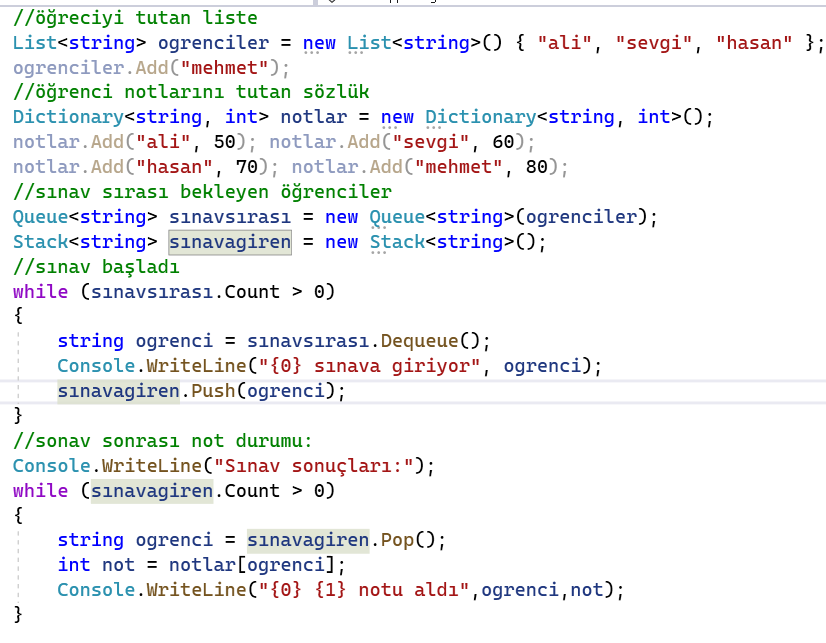 //öğreciyi tutan liste
List<string> ogrenciler = new List<string>() { "ali", "sevgi", "hasan" };
ogrenciler.Add("mehmet");
//öğrenci notlarını tutan sözlük
Dictionary<string, int> notlar = new Dictionary<string, int>();
notlar.Add("ali", 50); notlar.Add("sevgi", 60);
notlar.Add("hasan", 70); notlar.Add("mehmet", 80);
//sınav sırası bekleyen öğrenciler
Queue<string> sınavsırası = new Queue<string>(ogrenciler);
Stack<string> sınavagiren = new Stack<string>();
//sınav başladı
while (sınavsırası.Count > 0)
{
    string ogrenci = sınavsırası.Dequeue();
    Console.WriteLine("{0} sınava giriyor", ogrenci);
    sınavagiren.Push(ogrenci);
}
//sonav sonrası not durumu:
Console.WriteLine("Sınav sonuçları:");
while (sınavagiren.Count > 0)
{
    string ogrenci = sınavagiren.Pop();
    int not = notlar[ogrenci];
    Console.WriteLine("{0} {1} notu aldı",ogrenci,not);
}